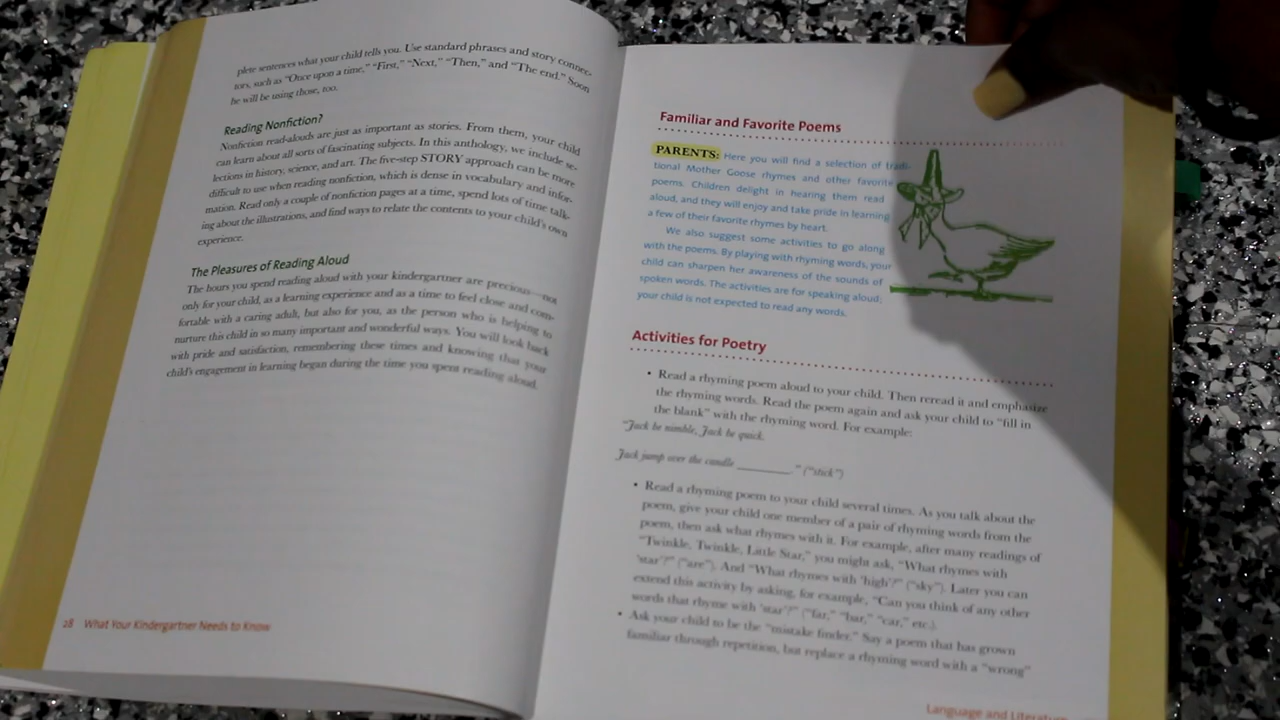 plete sentences what your child tells you. Use standard phrases and story connec-
tors, such as "Once upon a time," "First," "Next," "Then," and "The end." Soon
he will be using those, too.
Reading Nonfiction?
Nonfiction read-alouds are just as important as stories. From them, your child
can learn about all sorts of fascinating subjects. In this anthology, we include se-
lections in history, science, and art. The five-step STORY approach can be more
difficult to use when reading nonfiction, which is dense in vocabulary and infor-
mation. Read only a couple of nonfiction pages at a time, spend lots of time talk-
ing about the illustrations, and find ways to relate the contents to your child's own
experience.
The Pleasures of Reading Aloud
The hours you spend reading aloud with your kindergartner are precious—not
only for your child, as a learning experience and as a time to feel close and com-
fortable with a caring adult, but also for you, as the person who is helping to
nurture this child in so many important and wonderful ways. You will look back
with pride and satisfaction, remembering these times and knowing that your
child's engagement in learning began during the time you spent reading aloud.
28 What Your Kindergartner Needs to Know
Familiar and Favorite Poems
PARENTS: Here you will find a selection of tradi-
tional Mother Goose rhymes and other favorite
poems. Children delight in hearing them read
aloud, and they will enjoy and take pride in learning
a few of their favorite rhymes by heart.
We also suggest some activities to go along
with the poems. By playing with rhyming words, your
child can sharpen her awareness of the sounds of
spoken words. The activities are for speaking aloud;
your child is not expected to read any words.
Activities for Poetry
• Read a rhyming poem aloud to your child. Then reread it and emphasize
the rhyming words. Read the poem again and ask your child to "fill in
the blank" with the rhyming word. For example:
"Jack be nimble, Jack be quick.
Jack jump over the candle ________." ("stick")
• Read a rhyming poem to your child several times. As you talk about the
poem, give your child one member of a pair of rhyming words from the
poem, then ask what rhymes with it. For example, after many readings of
"Twinkle, Twinkle, Little Star," you might ask, "What rhymes with
'star'?" ("are"). And "What rhymes with 'high'?" ("sky"). Later you can
extend this activity by asking, for example, "Can you think of any other
words that rhyme with 'star'?" ("far," "bar," "car," etc.).
• Ask your child to be the "mistake finder." Say a poem that has grown
familiar through repetition, but replace a rhyming word with a "wrong"
Language and Literature